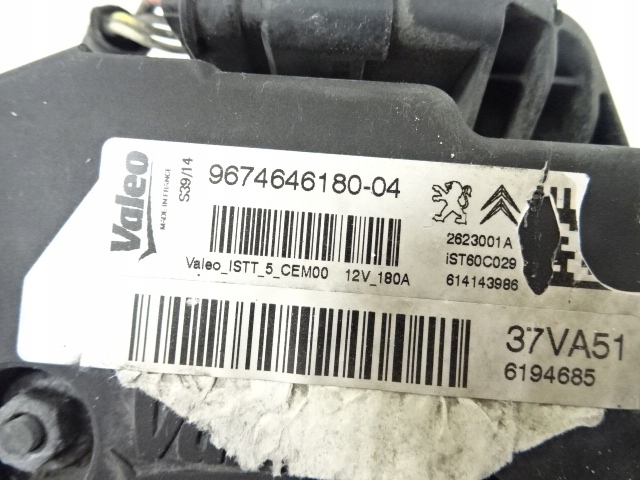 Valeo
MADE IN FRANCE
S39/14
9674646180-04
2623001A
iST60C029
614143986
Valeo_ISTT_5_CEM00 12V_180A
37VA51
6194685